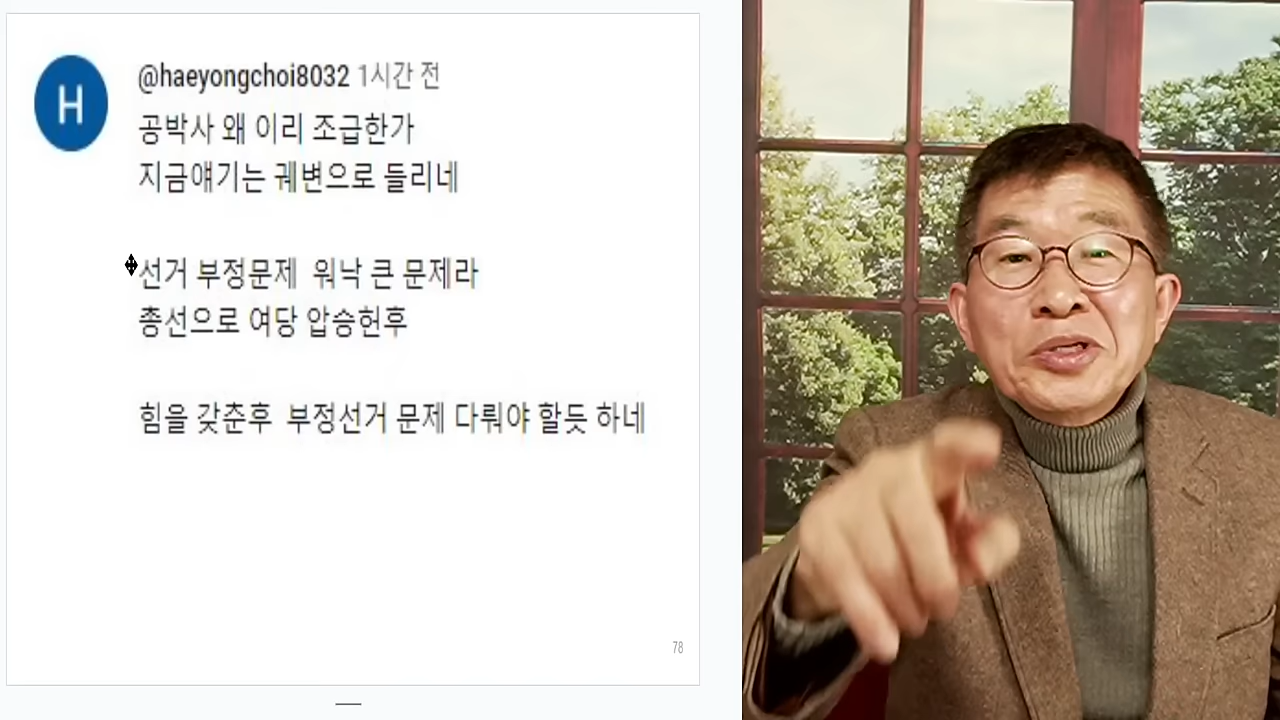 H
@haeyongchoi8032 1시간 전
공박사 왜 이리 조급한가
지금얘기는 궤변으로 들리네
선거 부정문제 워낙 큰 문제라
총선으로 여당 압승헌후
힘을 갖춘후 부정선거 문제 다뤄야 할듯 하네
78